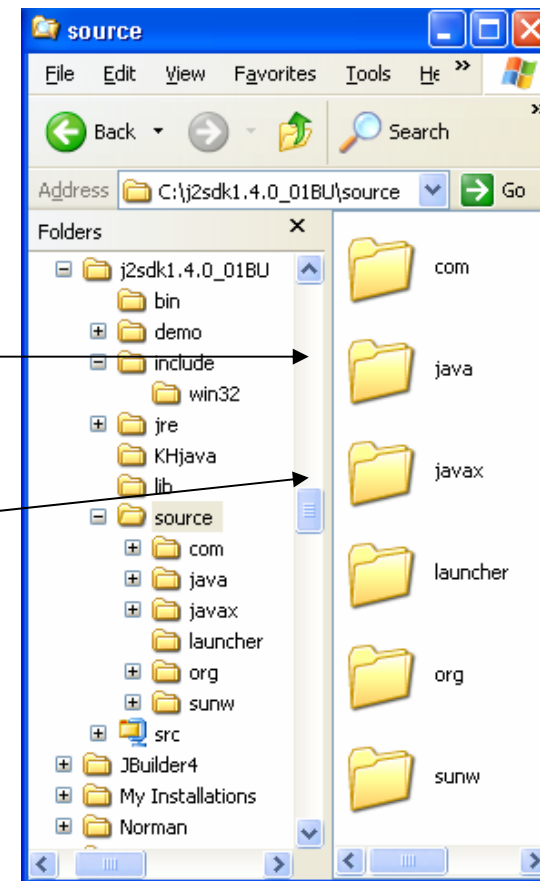 source
File Edit View Favorites Tools He »
Back Search »
Address C:\j2sdk1.4.0_01BU\source Go
Folders ×
j2sdk1.4.0_01BU
bin
demo
include
win32
jre
KHjava
lib
source
com
java
javax
launcher
org
sunw
src
JBuilder4
My Installations
Norman
com
java
javax
launcher
org
sunw